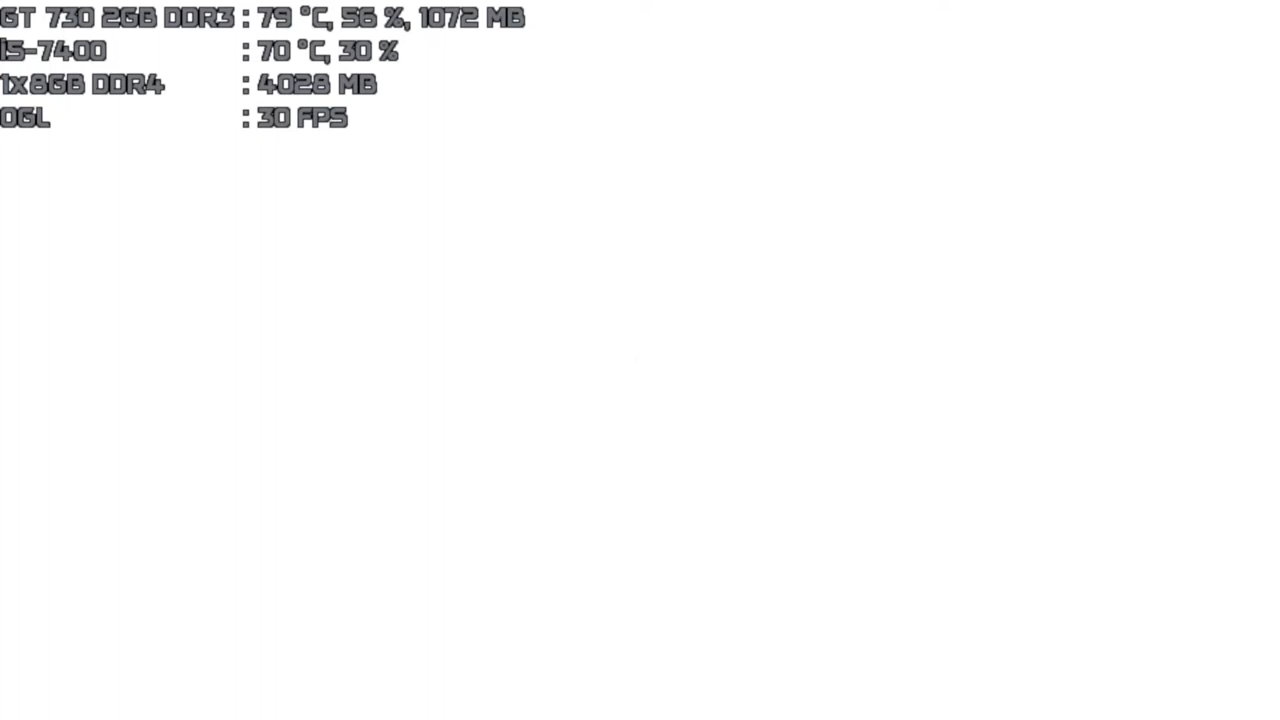 GT 730 2GB DDR3 : 79 °C, 56 %, 1072 MB
i5-7400 : 70 °C, 30 %
1x8GB DDR4 : 4028 MB
OGL : 30 FPS